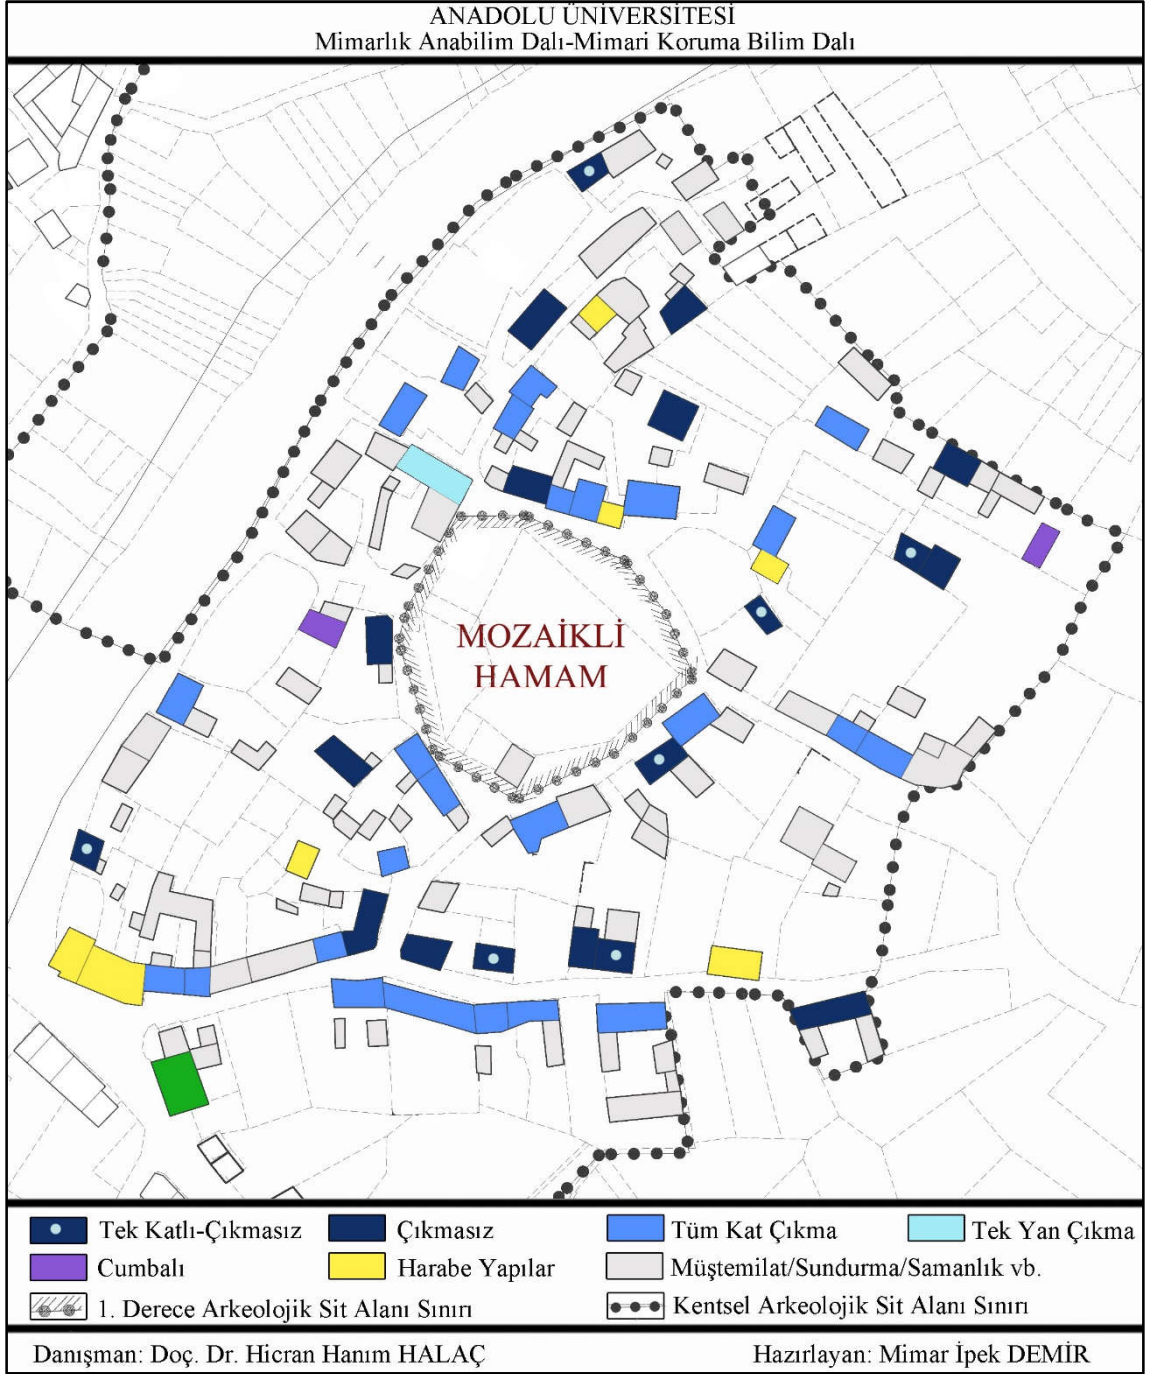 ANADOLU ÜNİVERSİTESİ
Mimarlık Anabilim Dalı-Mimari Koruma Bilim Dalı
MOZAİKLİ
HAMAM
Tek Katlı-Çıkmasız
Çıkmasız
Tüm Kat Çıkma
Tek Yan Çıkma
Cumbalı
Harabe Yapılar
Müştemilat/Sundurma/Samanlık vb.
1. Derece Arkeolojik Sit Alanı Sınırı
Kentsel Arkeolojik Sit Alanı Sınırı
Danışman: Doç. Dr. Hicran Hanım HALAÇ
Hazırlayan: Mimar İpek DEMİR